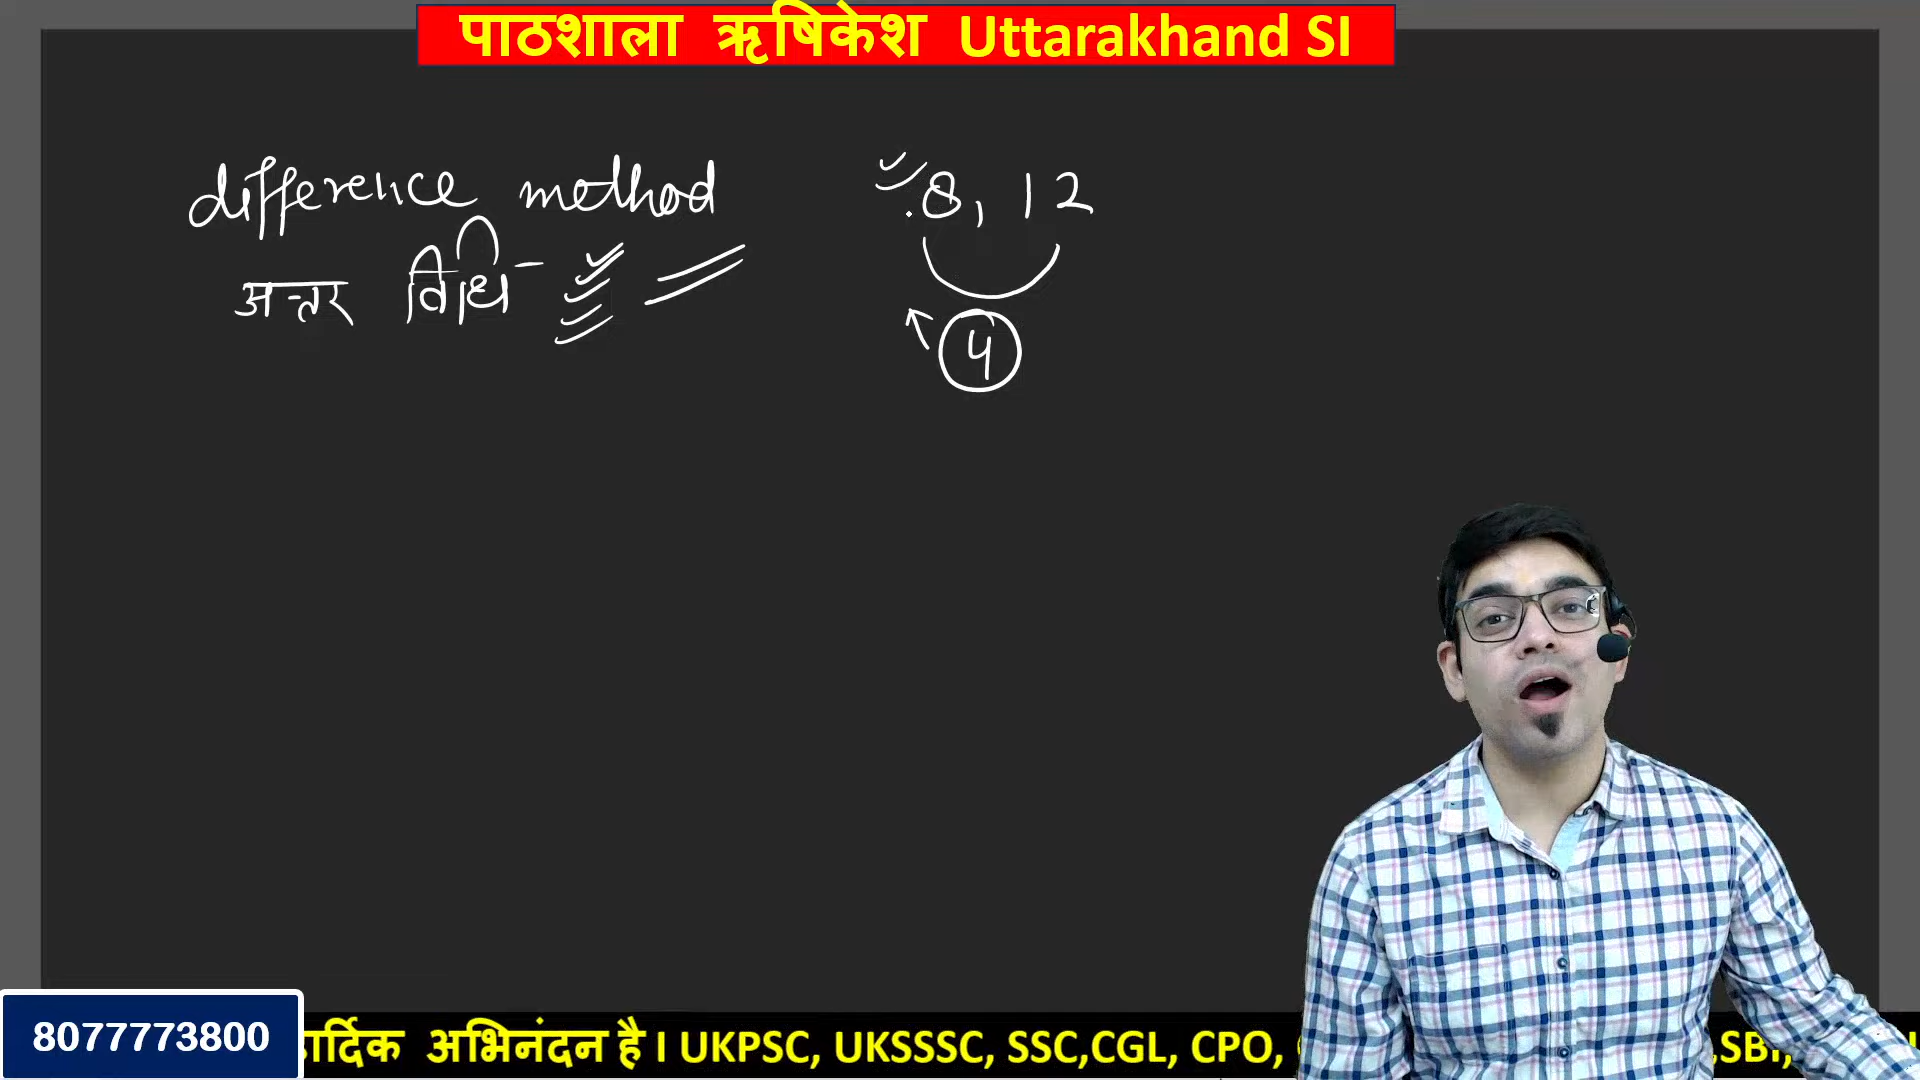 पाठशाला ऋषिकेश Uttarakhand SI
difference method
अन्तर विधि -
8, 12
4
8077773800
हार्दिक अभिनंदन है । UKPSC, UKSSSC, SSC,CGL, CPO, ,SBI,